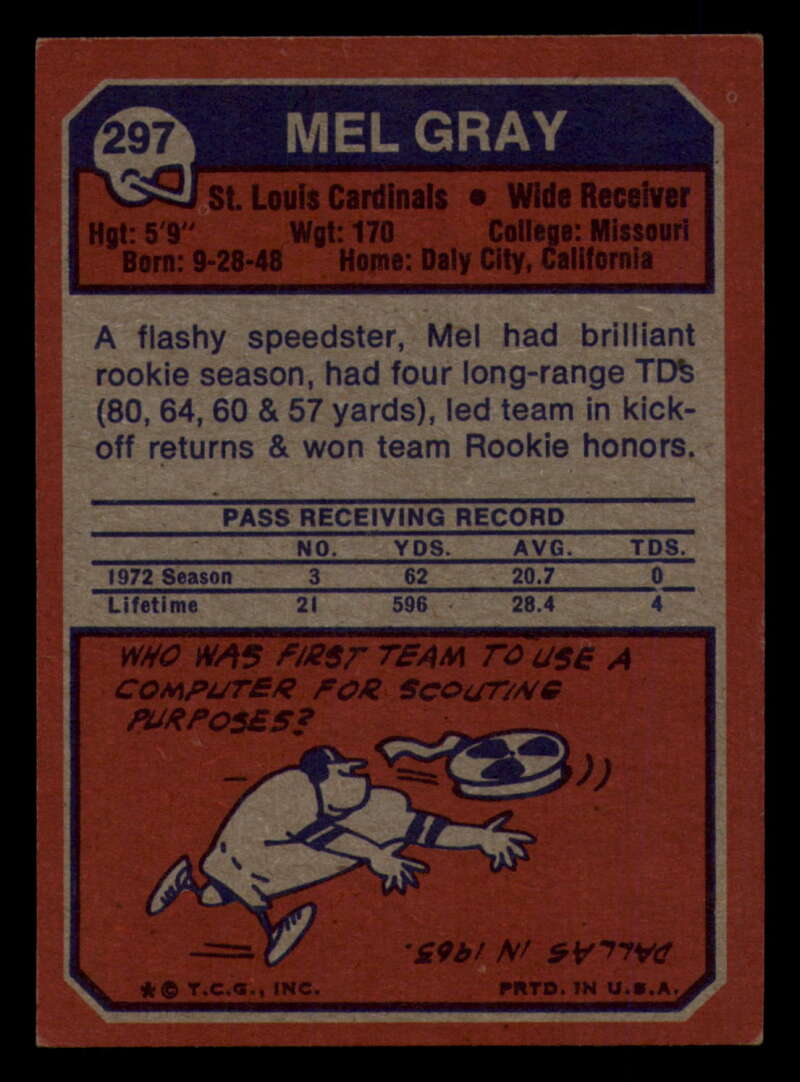 297 MEL GRAY
St. Louis Cardinals • Wide Receiver
Hgt: 5'9" Wgt: 170 College: Missouri
Born: 9-28-48 Home: Daly City, California
A flashy speedster, Mel had brilliant
rookie season, had four long-range TDs
(80, 64, 60 & 57 yards), led team in kick-
off returns & won team Rookie honors.
PASS RECEIVING RECORD
NO. YDS. AVG. TDS.
1972 Season 3 62 20.7 0
Lifetime 21 596 28.4 4
WHO WAS FIRST TEAM TO USE A
COMPUTER FOR SCOUTING
PURPOSES?
DALLAS IN 1963.
* © T.C.G., INC. PRTD. IN U.S.A.